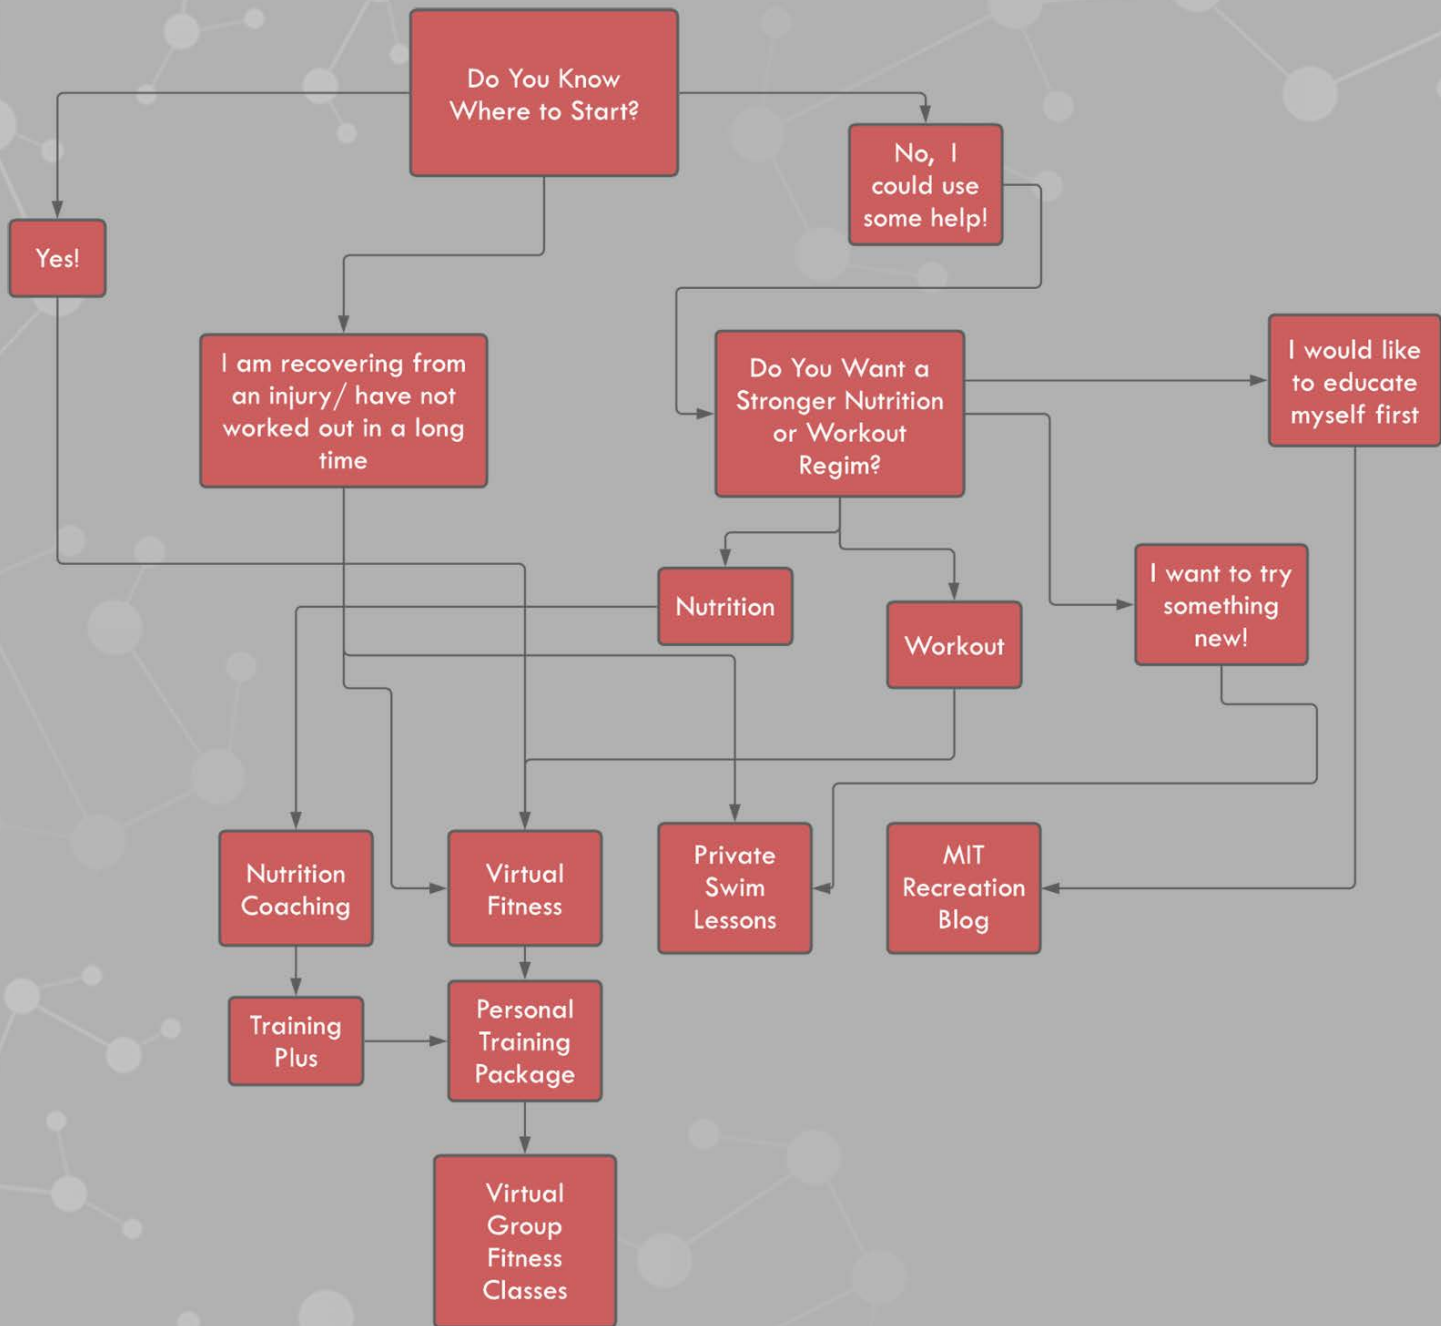 Do You Know
Where to Start?
No, I
could use
some help!
Yes!
I am recovering from
an injury/ have not
worked out in a long
time
Do You Want a
Stronger Nutrition
or Workout
Regim?
I would like
to educate
myself first
Nutrition
Workout
I want to try
something
new!
Nutrition
Coaching
Virtual
Fitness
Private
Swim
Lessons
MIT
Recreation
Blog
Training
Plus
Personal
Training
Package
Virtual
Group
Fitness
Classes